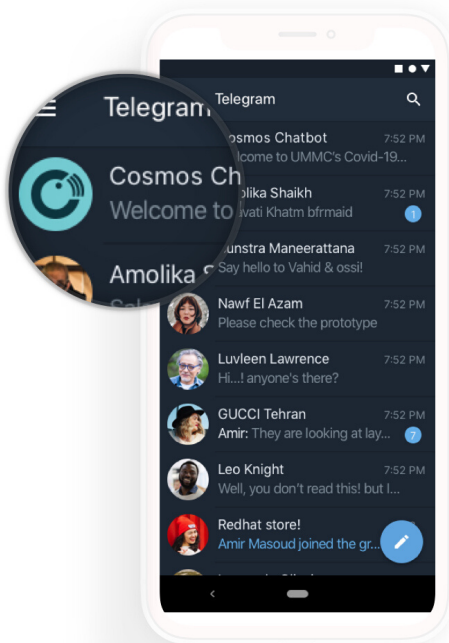 Telegram
Cosmos Ch
Welcome to
Amolika S
Telegram
osmos Chatbot 7:52 PM
lcome to UMMC's Covid-19...
olika Shaikh 7:52 PM
avati Khatm bfrmaid 1
unstra Maneerattana 7:52 PM
Say hello to Vahid & ossi!
Nawf El Azam 7:52 PM
Please check the prototype
Luvleen Lawrence 7:52 PM
Hi...! anyone's there?
GUCCI Tehran 7:52 PM
Amir: They are looking at lay... 7
Leo Knight 7:52 PM
Well, you don't read this! but I...
Redhat store!
Amir Masoud joined the gr...